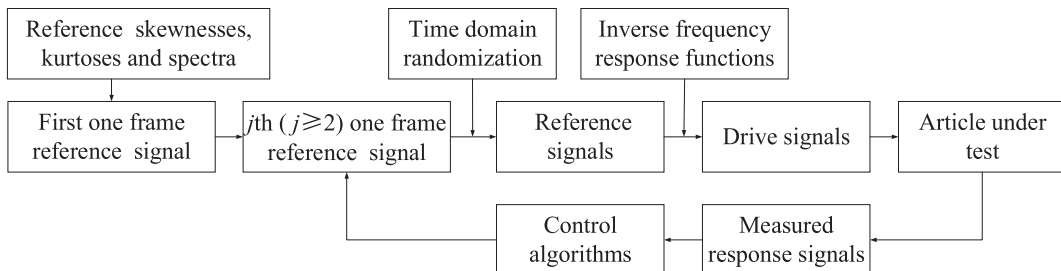 Reference skewnesses,
kurtoses and spectra
Time domain
randomization
Inverse frequency
response functions
First one frame
reference signal
jth (j≥2) one frame
reference signal
Reference
signals
Drive signals
Article under
test
Control
algorithms
Measured
response signals